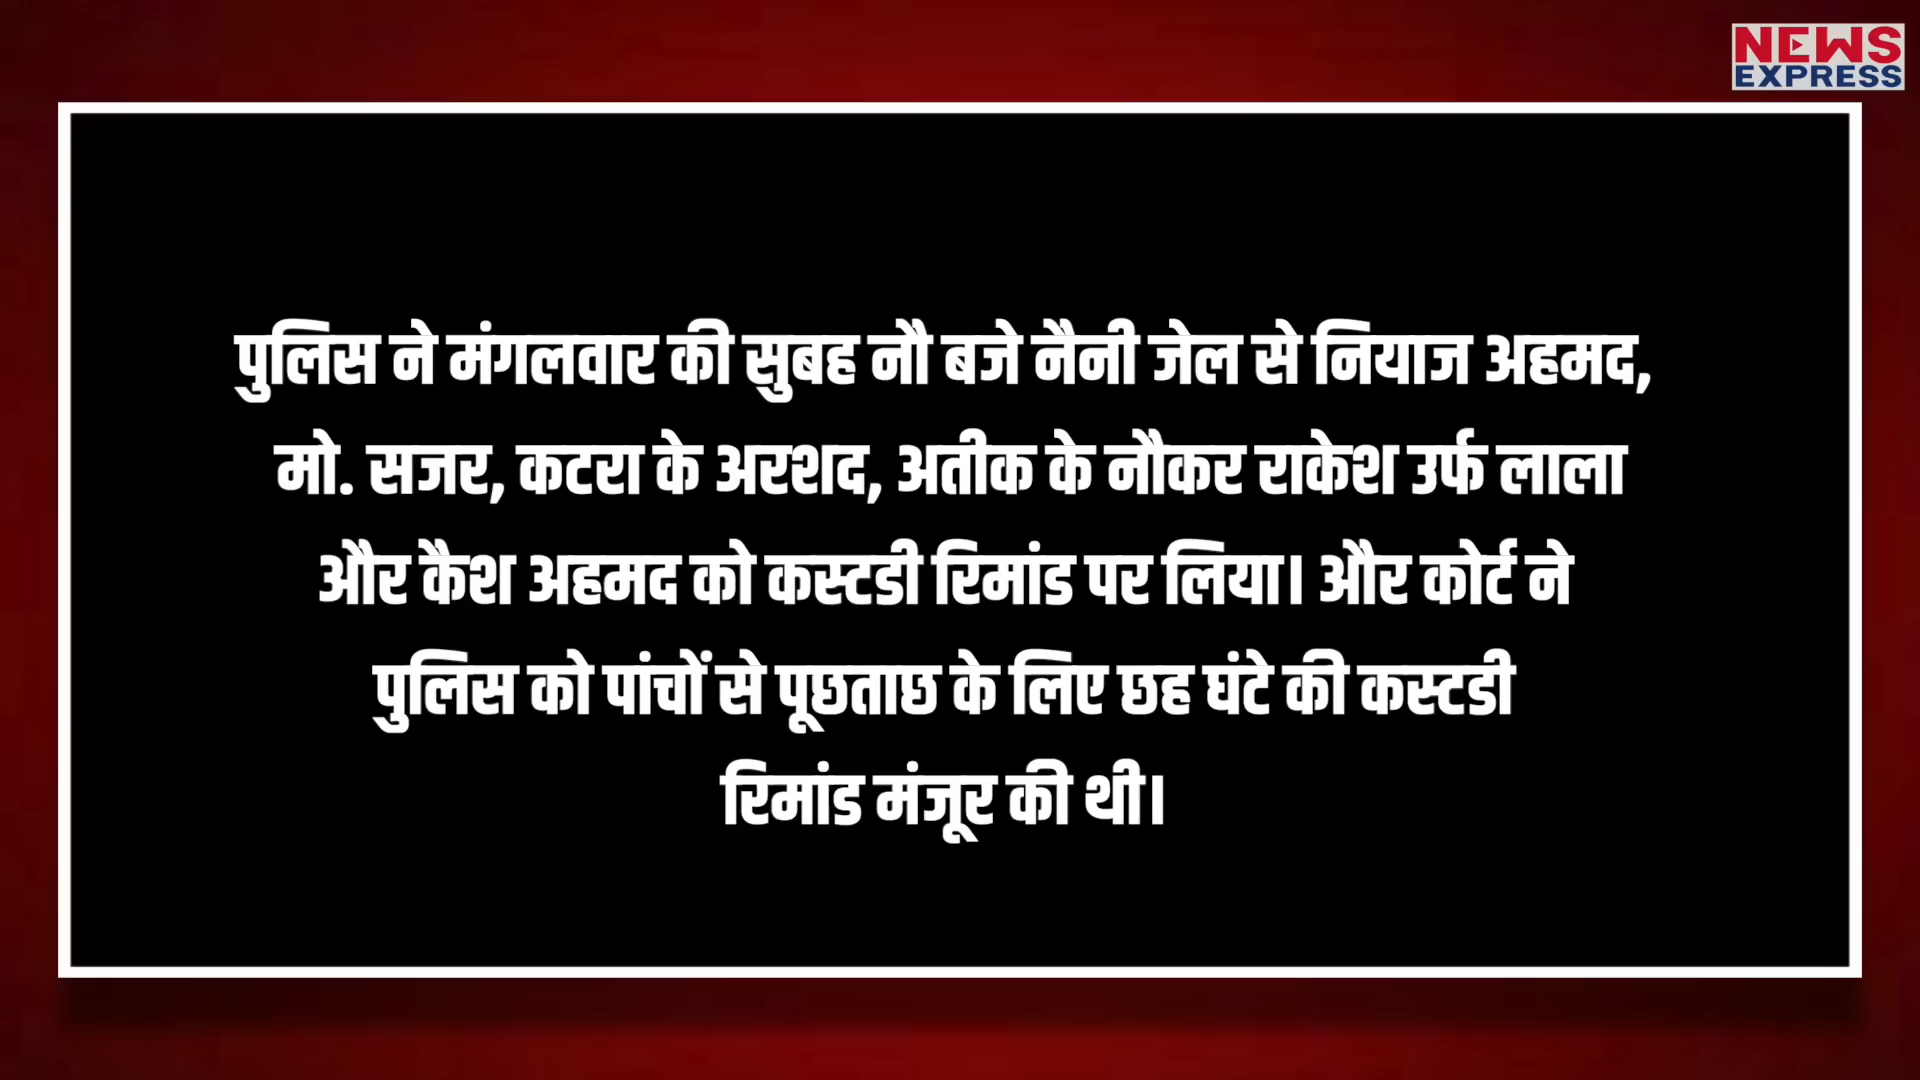 NEWS
EXPRESS
पुलिस ने मंगलवार की सुबह नौ बजे नैनी जेल से नियाज अहमद,
मो. सजर, कटरा के अरशद, अतीक के नौकर राकेश उर्फ लाला
और कैश अहमद को कस्टडी रिमांड पर लिया। और कोर्ट ने
पुलिस को पांचों से पूछताछ के लिए छह घंटे की कस्टडी
रिमांड मंजूर की थी।